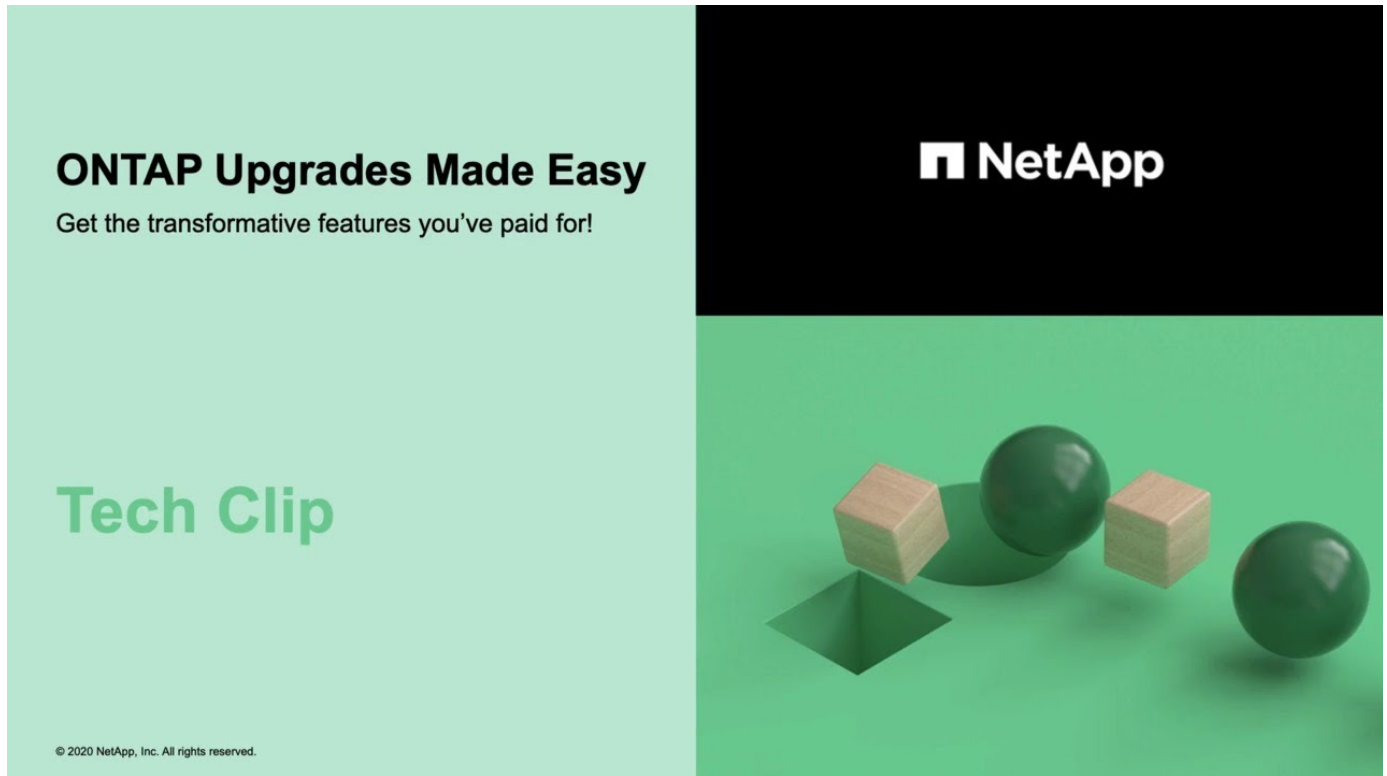 ONTAP Upgrades Made Easy
Get the transformative features you’ve paid for!
NetApp
Tech Clip
© 2020 NetApp, Inc. All rights reserved.